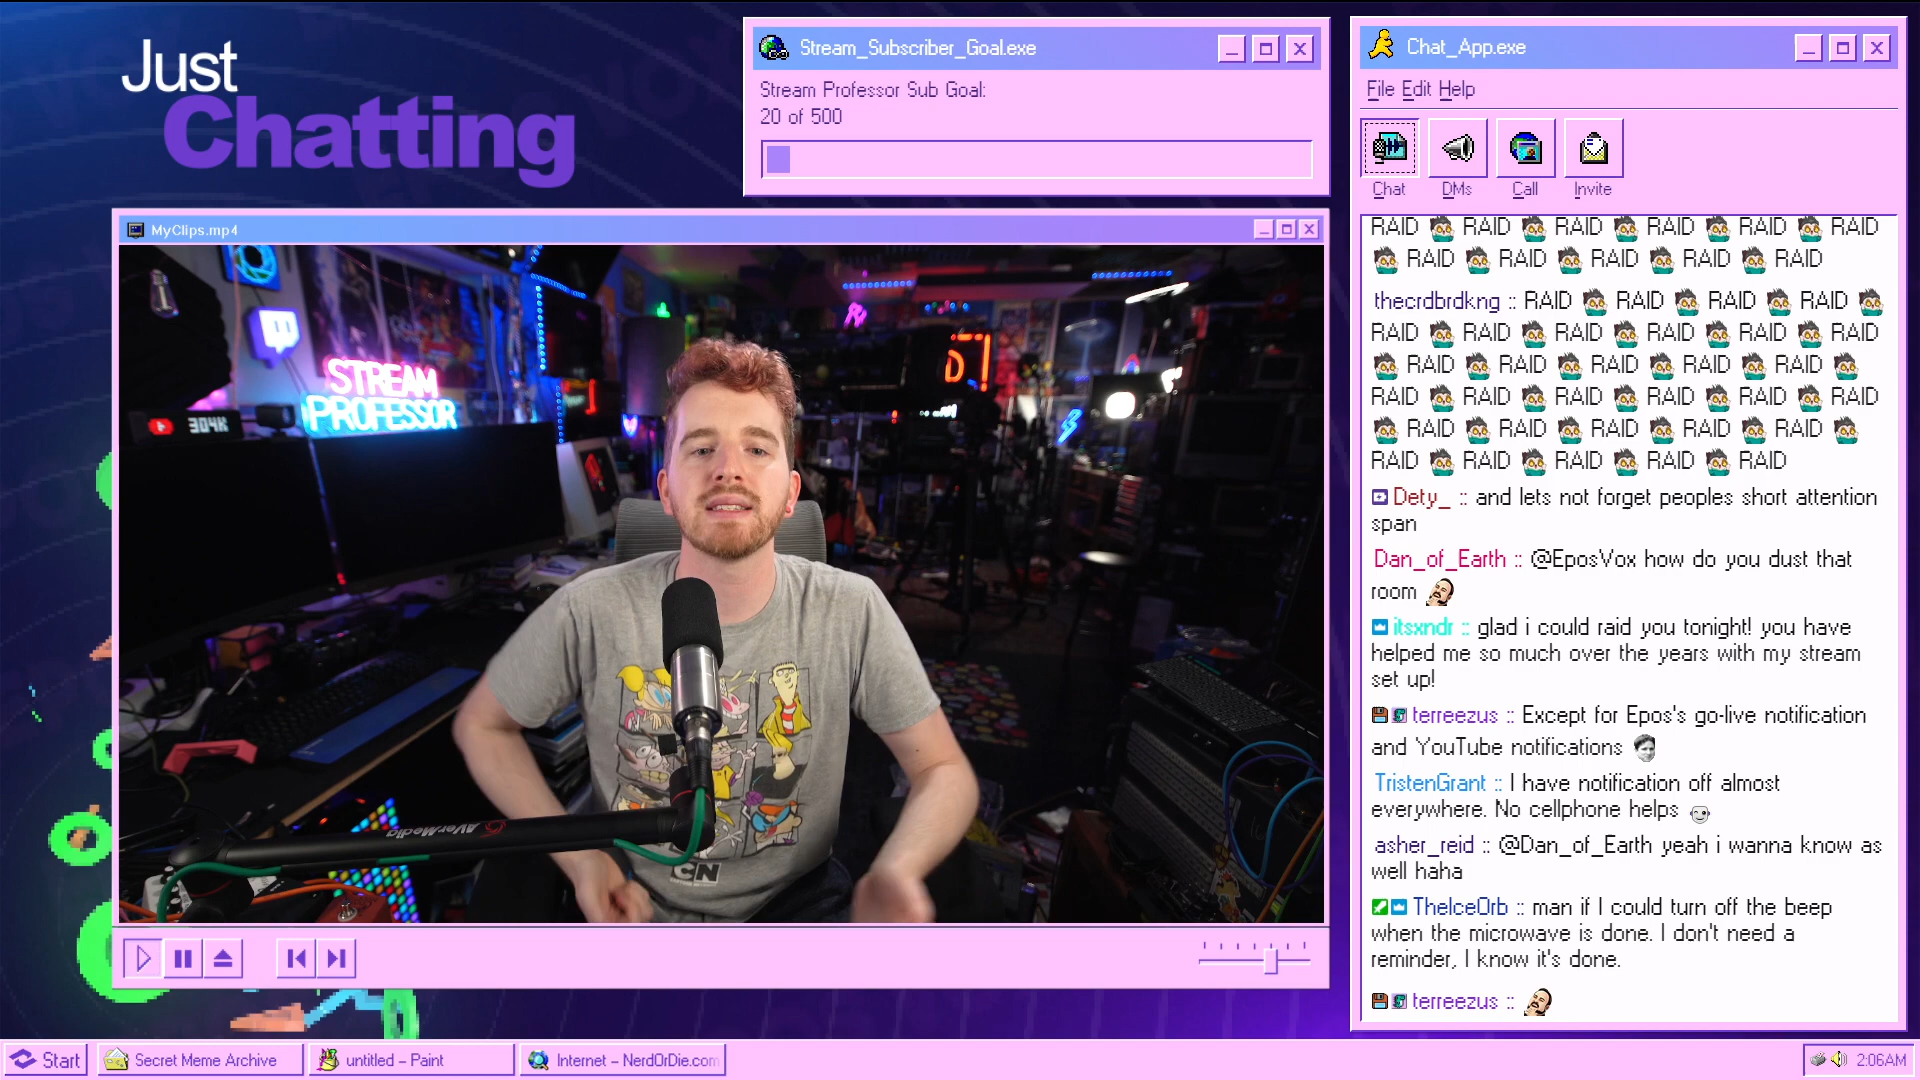 Just
Chatting
Stream_Subscriber_Goal.exe
Stream Professor Sub Goal:
20 of 500
MyClips.mp4
STREAM
PROFESSOR
304K
AVerMedia
CN
Chat_App.exe
File Edit Help
Chat DMs Call Invite
RAID RAID RAID RAID RAID RAID
RAID RAID RAID RAID RAID
thecrdbrdkng :: RAID RAID RAID RAID
RAID RAID RAID RAID RAID RAID
RAID RAID RAID RAID RAID
RAID RAID RAID RAID RAID RAID
RAID RAID RAID RAID RAID
RAID RAID RAID RAID RAID
Dety_ :: and lets not forget peoples short attention
span
Dan_of_Earth :: @EposVox how do you dust that
room
itsxndr :: glad i could raid you tonight! you have
helped me so much over the years with my stream
set up!
terreezus :: Except for Epos's go-live notification
and YouTube notifications
TristenGrant :: I have notification off almost
everywhere. No cellphone helps
asher_reid :: @Dan_of_Earth yeah i wanna know as
well haha
TheIceOrb :: man if I could turn off the beep
when the microwave is done. I don't need a
reminder, I know it's done.
terreezus ::
Start
Secret Meme Archive
untitled - Paint
Internet - NerdOrDie.com
2:06AM